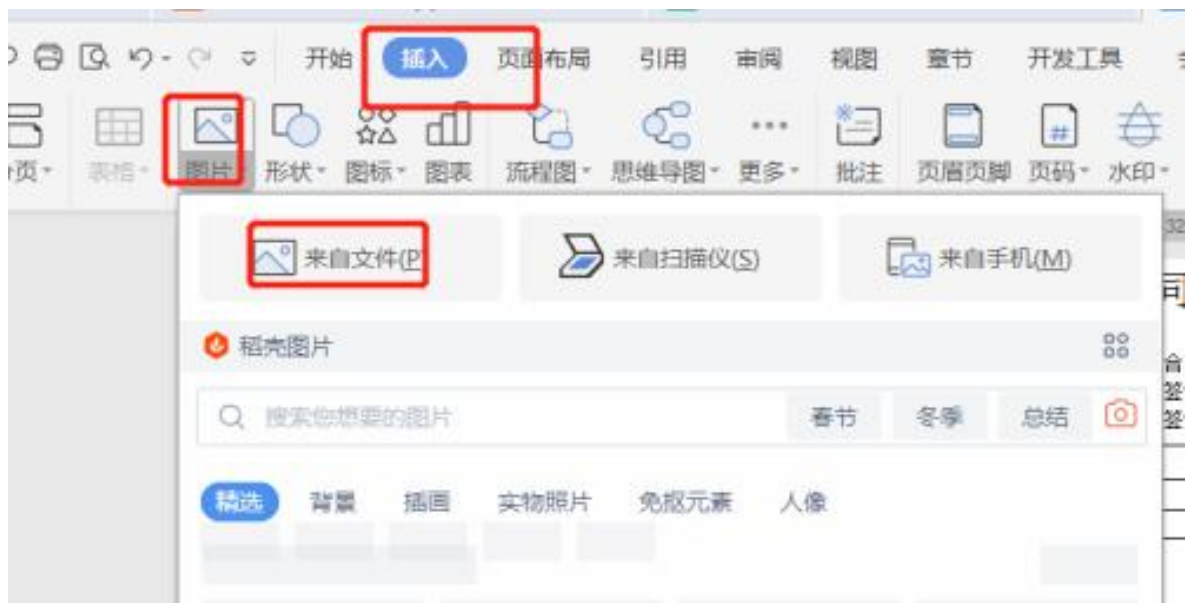 开始 插入 页面布局 引用 审阅 视图 章节 开发工具
页 表格 图片 形状 图标 图表 流程图 思维导图 更多 批注 页眉页脚 页码 水印
来自文件(P 来自扫描仪(S) 来自手机(M)
稻壳图片
搜索您想要的图片 春节 冬季 总结
精选 背景 插画 实物照片 免抠元素 人像